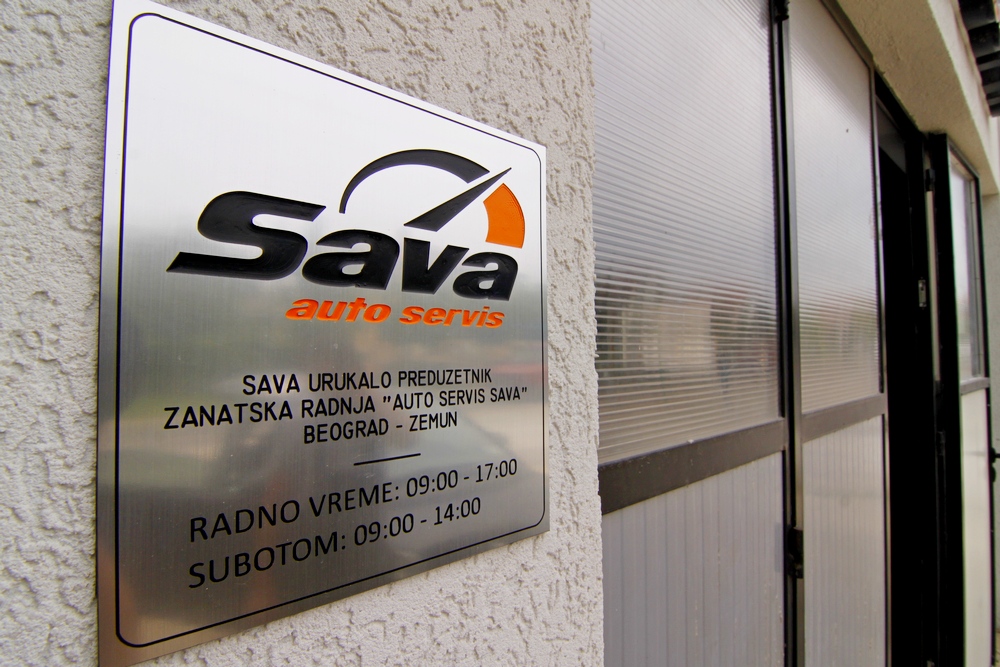 Sava
auto servis
SAVA URUKALO PREDUZETNIK
ZANATSKA RADNJA "AUTO SERVIS SAVA"
BEOGRAD - ZEMUN
RADNO VREME: 09:00 - 17:00
SUBOTOM: 09:00 - 14:00